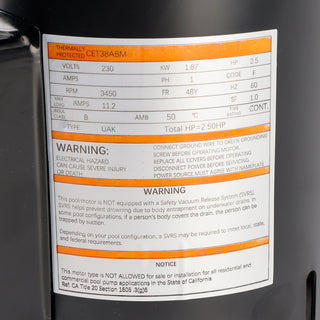 THERMALLY PROTECTED CET38ABM
VOLTS 230 KW 1.87 HP 2.5
AMPS PH 1 CODE F
RPM 3450 FR 48Y HZ 60
MAX LOAD AMPS 11.2 SF 1.0
INSUL CLASS B AMB 50 °C TIME RATING CONT.
TYPE UAK Total HP=2.50HP
WARNING:
ELECTRICAL HAZARD
CAN CAUSE SEVERE INJURY
OR DEATH
CONNECT GROUND WIRE TO GREEN GROUNDING
SCREW BEFORE OPERATING MOTOR.
REPLACE ALL COVERS BEFORE OPERATING
DISCONNECT POWER BEFORE SERVICING
POWER SOURCE MUST AGREE WITH NAMEPLATE.
WARNING
This pool motor is NOT equipped with a Safety Vacuum Release System (SVRS).
SVRS helps prevent drowning due to body entrapment on underwater drains. In
some pool configurations, if a person's body covers the drain, the person can be
trapped by suction.
Depending on your pool configuration, a SVRS may be required to meet local, state,
and federal requirements.
WARNING
This motor type is NOT ALLOWED for sale or installation for all residential and
commercial pool pump applications in the State of California
Ref. CA Title 20 Section 1605 .3(g)5